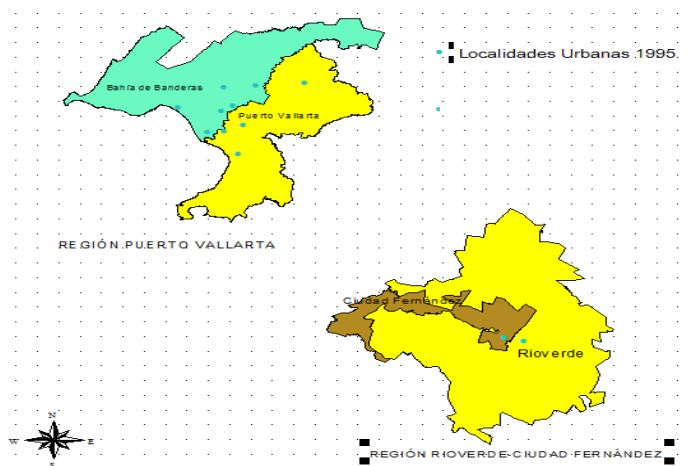 Localidades Urbanas 1995
Bahía de Banderas
Puerto Vallarta
REGIÓN PUERTO VALLARTA
Ciudad Fernández
Rioverde
N
W
E
S
REGIÓN RIOVERDE-CIUDAD FERNÁNDEZ